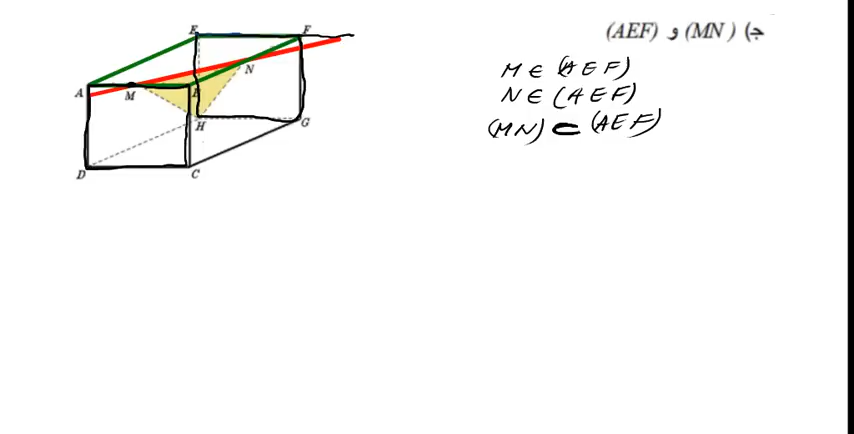 ج) (MN) و (AEF)
M ∈ (AEF)
N ∈ (AEF)
(MN) ⊂ (AEF)
E F
A M B N
H G
D C